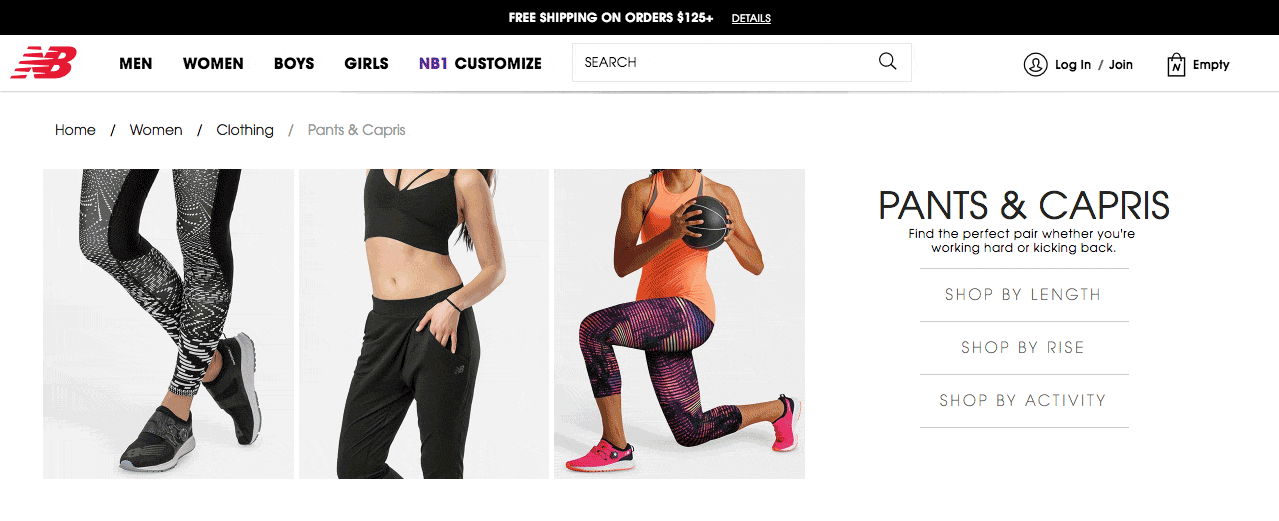 FREE SHIPPING ON ORDERS $125+ DETAILS
NB MEN WOMEN BOYS GIRLS NB1 CUSTOMIZE SEARCH Log In / Join N Empty
Home / Women / Clothing / Pants & Capris
PANTS & CAPRIS
Find the perfect pair whether you're
working hard or kicking back.
SHOP BY LENGTH
SHOP BY RISE
SHOP BY ACTIVITY